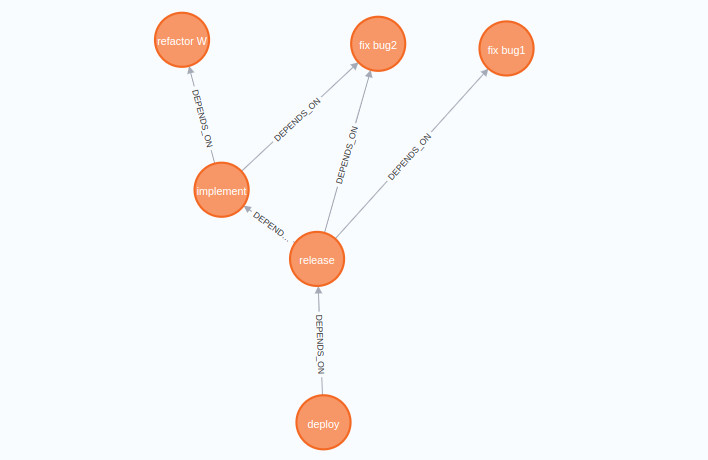 refactor W
fix bug2
fix bug1
DEPENDS_ON
DEPENDS_ON
DEPENDS_ON
DEPENDS_ON
implement
DEPEND...
release
DEPENDS_ON
deploy